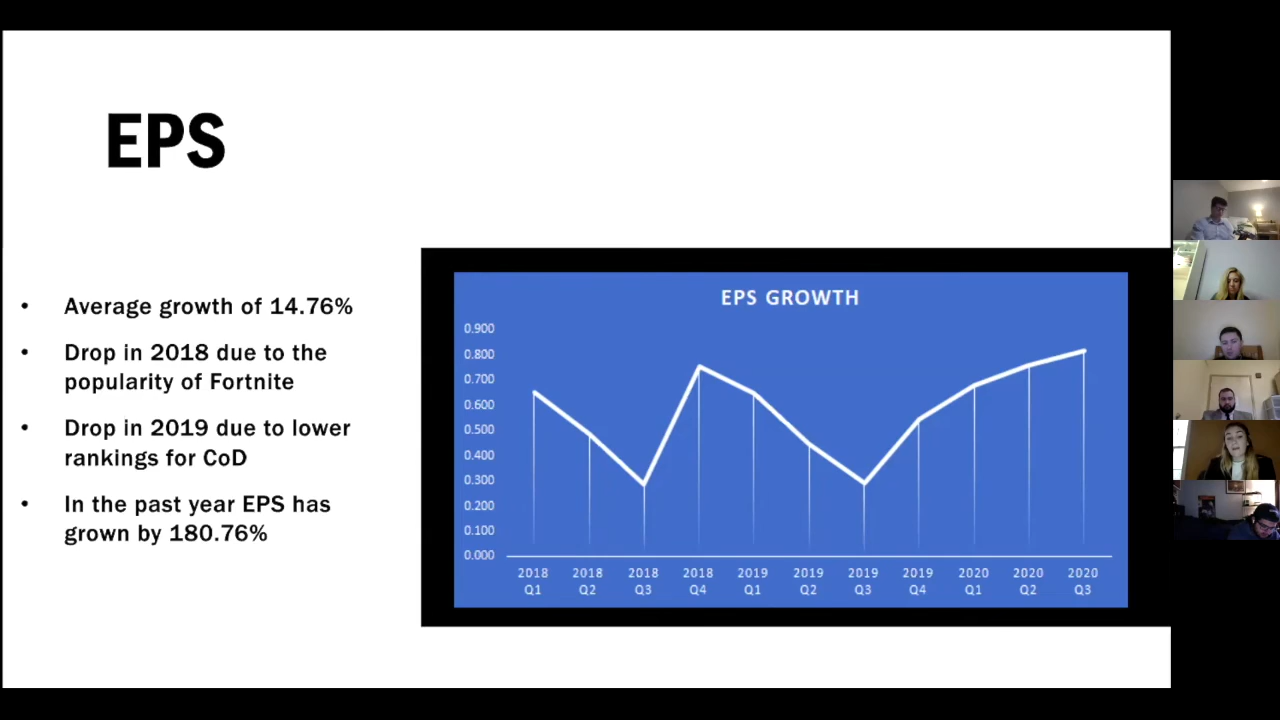 EPS
• Average growth of 14.76%
• Drop in 2018 due to the
popularity of Fortnite
• Drop in 2019 due to lower
rankings for CoD
• In the past year EPS has
grown by 180.76%
EPS GROWTH
0.900
0.800
0.700
0.600
0.500
0.400
0.300
0.200
0.100
0.000
2018 2018 2018 2018 2019 2019 2019 2019 2020 2020 2020
Q1 Q2 Q3 Q4 Q1 Q2 Q3 Q4 Q1 Q2 Q3